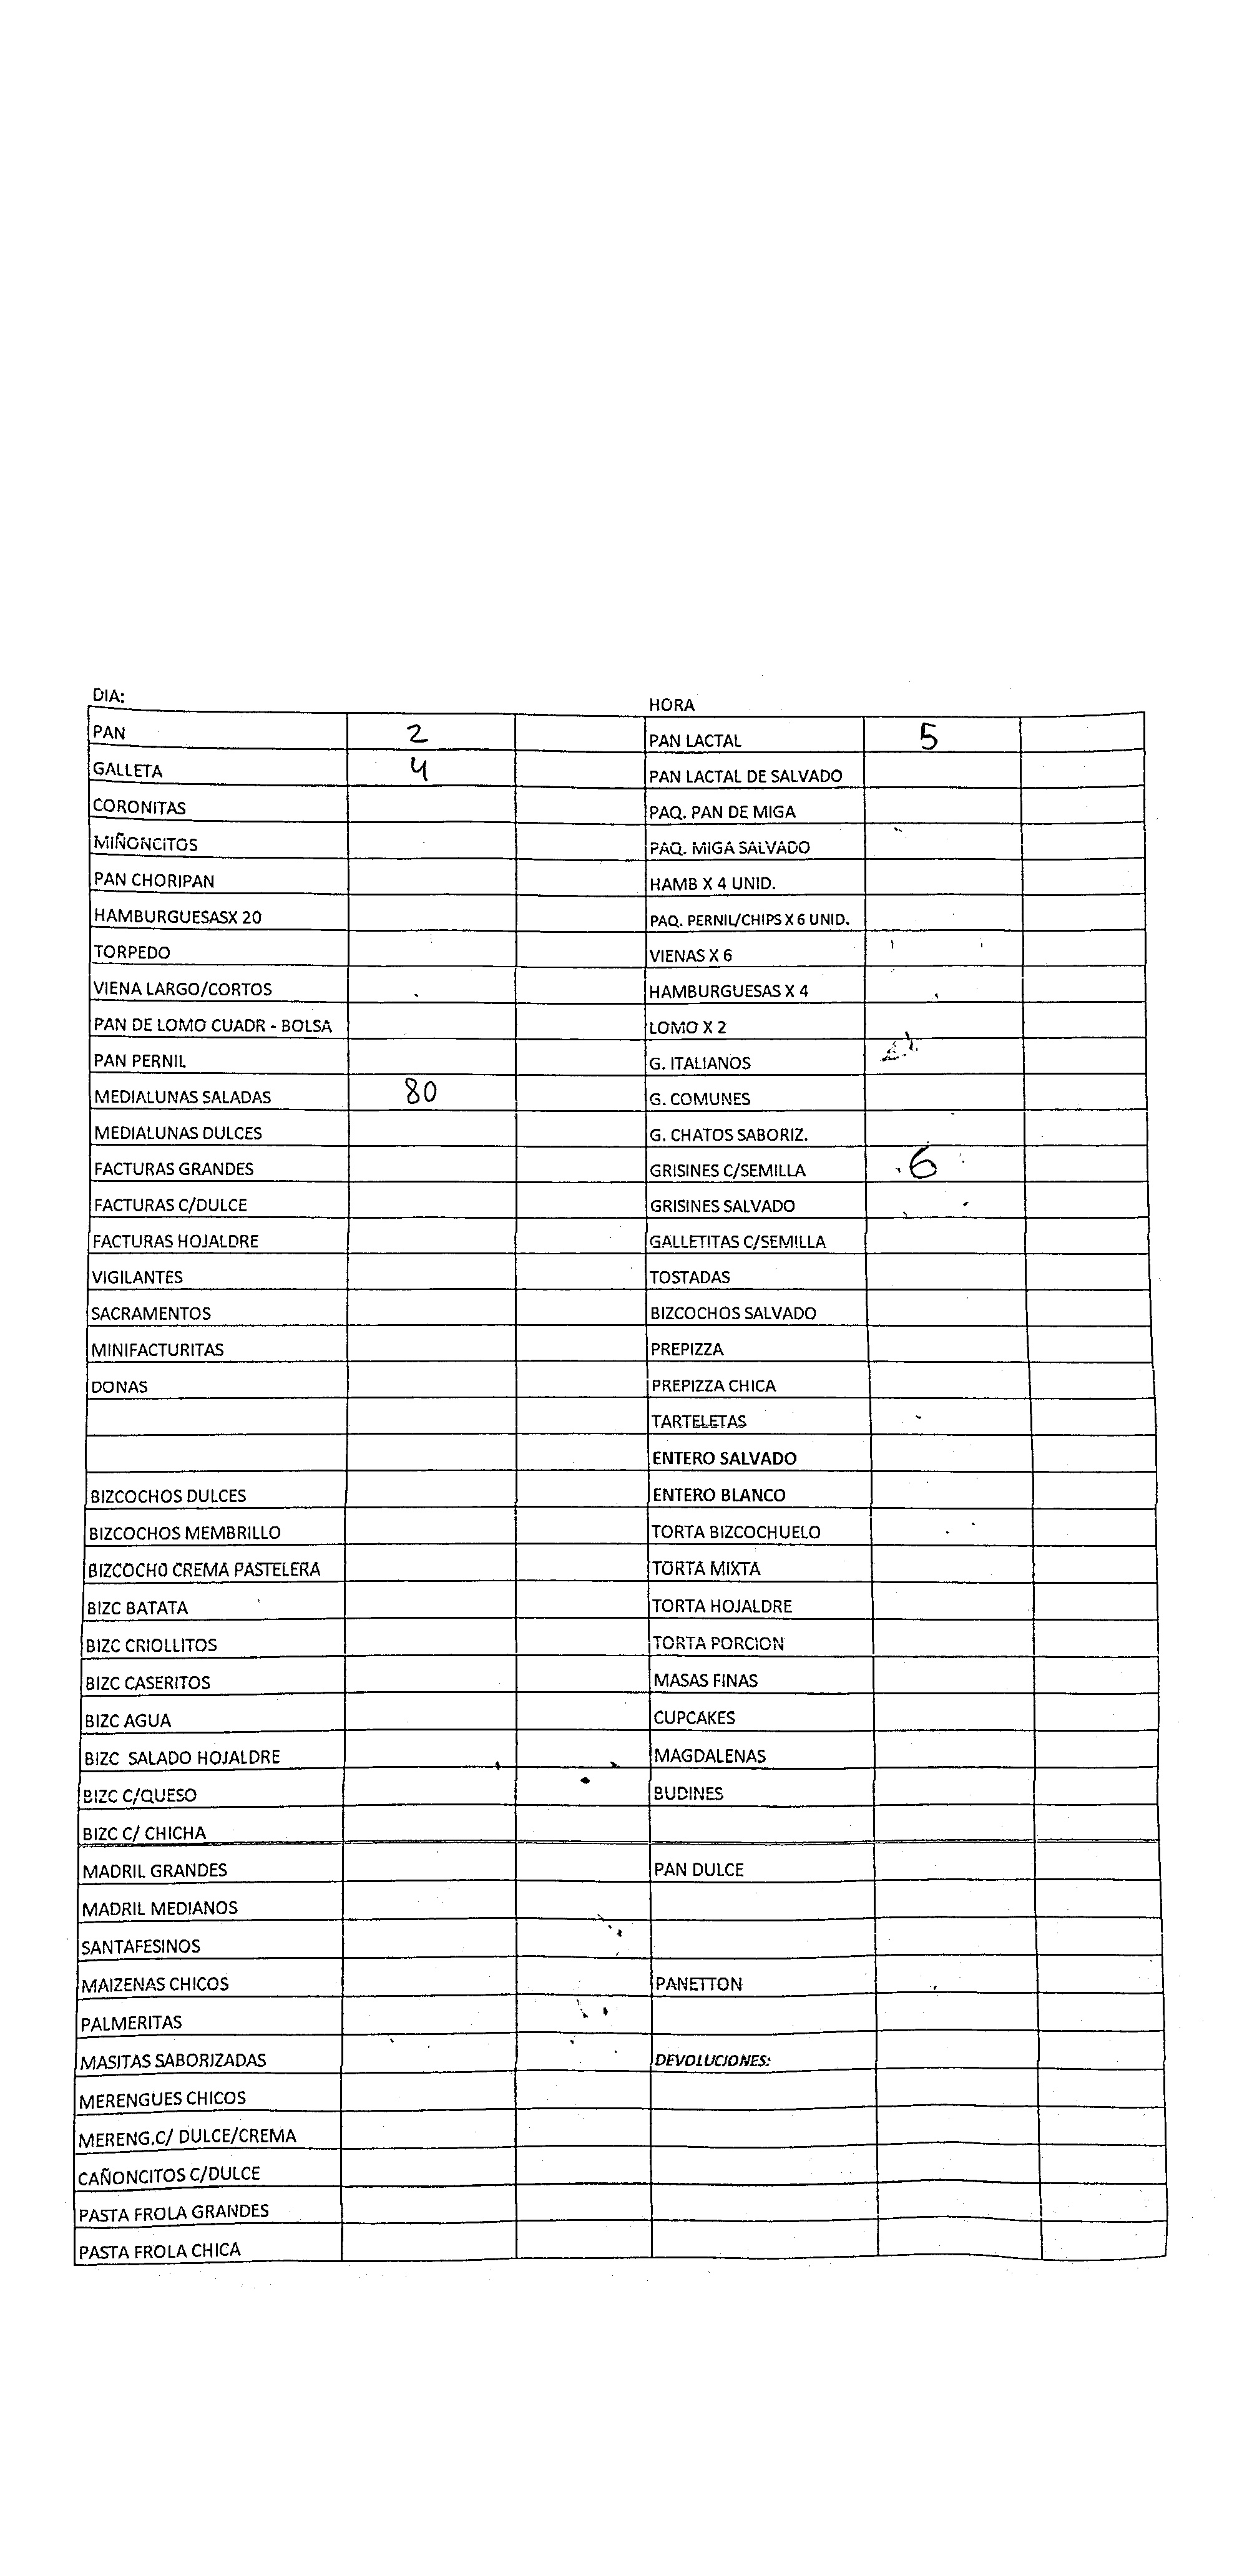 DIA: HORA
PAN 2 PAN LACTAL 5
GALLETA 4 PAN LACTAL DE SALVADO
CORONITAS PAQ. PAN DE MIGA
MIÑONCITOS PAQ. MIGA SALVADO
PAN CHORIPAN HAMB X 4 UNID.
HAMBURGUESASX 20 PAQ. PERNIL/CHIPS X 6 UNID.
TORPEDO VIENAS X 6
VIENA LARGO/CORTOS HAMBURGUESAS X 4
PAN DE LOMO CUADR - BOLSA LOMO X 2
PAN PERNIL G. ITALIANOS
MEDIALUNAS SALADAS 80 G. COMUNES
MEDIALUNAS DULCES G. CHATOS SABORIZ.
FACTURAS GRANDES GRISINES C/SEMILLA 6
FACTURAS C/DULCE GRISINES SALVADO
FACTURAS HOJALDRE GALLETITAS C/SEMILLA
VIGILANTES TOSTADAS
SACRAMENTOS BIZCOCHOS SALVADO
MINIFACTURITAS PREPIZZA
DONAS PREPIZZA CHICA
TARTELETAS
ENTERO SALVADO
BIZCOCHOS DULCES ENTERO BLANCO
BIZCOCHOS MEMBRILLO TORTA BIZCOCHUELO
BIZCOCHO CREMA PASTELERA TORTA MIXTA
BIZC BATATA TORTA HOJALDRE
BIZC CRIOLLITOS TORTA PORCION
BIZC CASERITOS MASAS FINAS
BIZC AGUA CUPCAKES
BIZC SALADO HOJALDRE MAGDALENAS
BIZC C/QUESO BUDINES
BIZC C/ CHICHA
MADRIL GRANDES PAN DULCE
MADRIL MEDIANOS
SANTAFESINOS
MAIZENAS CHICOS PANETTON
PALMERITAS
MASITAS SABORIZADAS DEVOLUCIONES:
MERENGUES CHICOS
MERENG.C/ DULCE/CREMA
CAÑONCITOS C/DULCE
PASTA FROLA GRANDES
PASTA FROLA CHICA